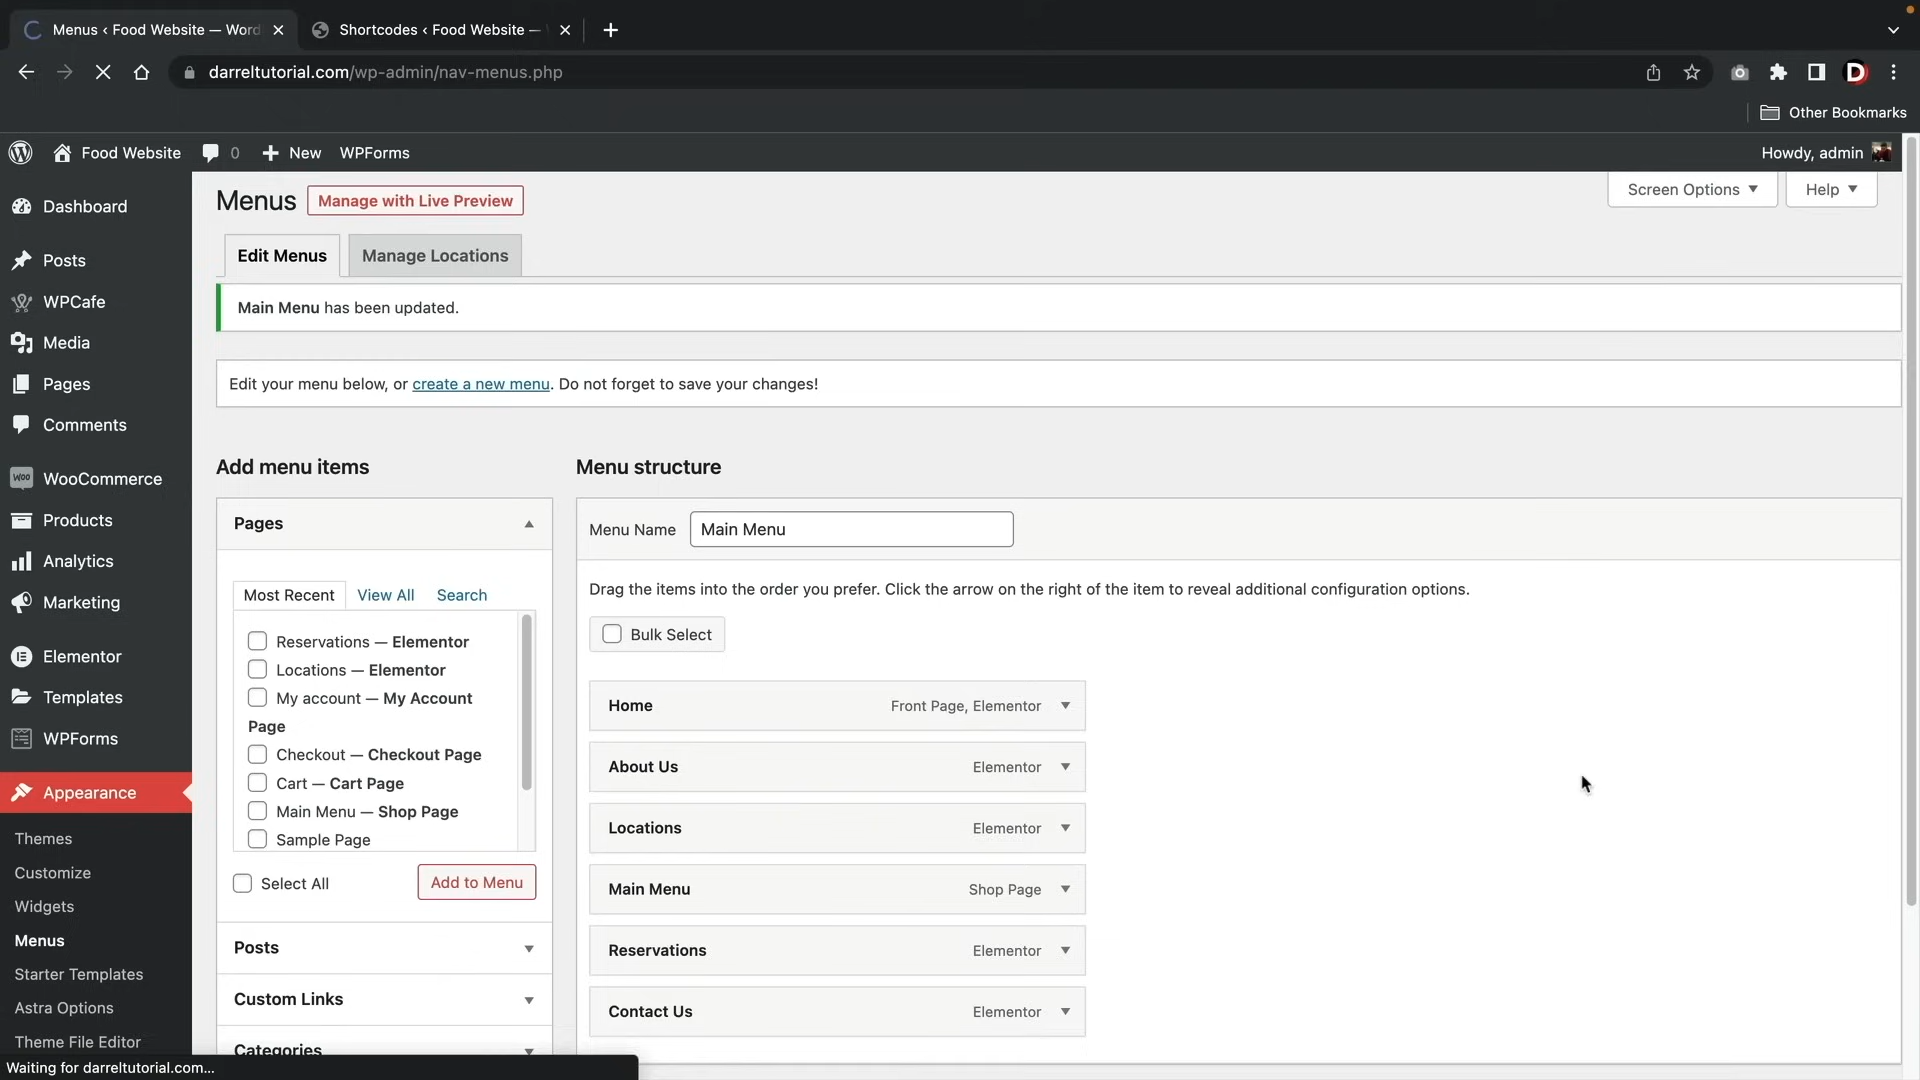 Menus ‹ Food Website — Word
Shortcodes ‹ Food Website —
darreltutorial.com/wp-admin/nav-menus.php
Other Bookmarks
Food Website
0
New
WPForms
Howdy, admin
Dashboard
Posts
WPCafe
Media
Pages
Comments
Woo
WooCommerce
Products
Analytics
Marketing
Elementor
Templates
WPForms
Appearance
Themes
Customize
Widgets
Menus
Starter Templates
Astra Options
Theme File Editor
Menus
Manage with Live Preview
Screen Options
Help
Edit Menus
Manage Locations
Main Menu has been updated.
Edit your menu below, or create a new menu. Do not forget to save your changes!
Add menu items
Pages
Most Recent
View All
Search
Reservations — Elementor
Locations — Elementor
My account — My Account
Page
Checkout — Checkout Page
Cart — Cart Page
Main Menu — Shop Page
Sample Page
Select All
Add to Menu
Posts
Custom Links
Categories
Menu structure
Menu Name
Main Menu
Drag the items into the order you prefer. Click the arrow on the right of the item to reveal additional configuration options.
Bulk Select
Home
Front Page, Elementor
About Us
Elementor
Locations
Elementor
Main Menu
Shop Page
Reservations
Elementor
Contact Us
Elementor
Waiting for darreltutorial.com...